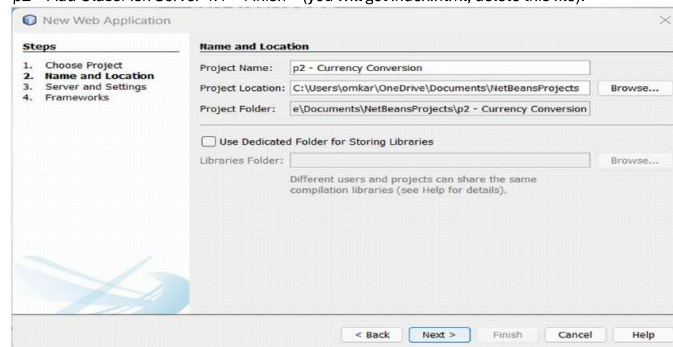 New Web Application
Steps
1. Choose Project
2. Name and Location
3. Server and Settings
4. Frameworks
Name and Location
Project Name: p2 - Currency Conversion
Project Location: C:\Users\omkar\OneDrive\Documents\NetBeansProjects Browse...
Project Folder: e\Documents\NetBeansProjects\p2 - Currency Conversion
Use Dedicated Folder for Storing Libraries
Libraries Folder: Browse...
Different users and projects can share the same
compilation libraries (see Help for details).
< Back Next > Finish Cancel Help